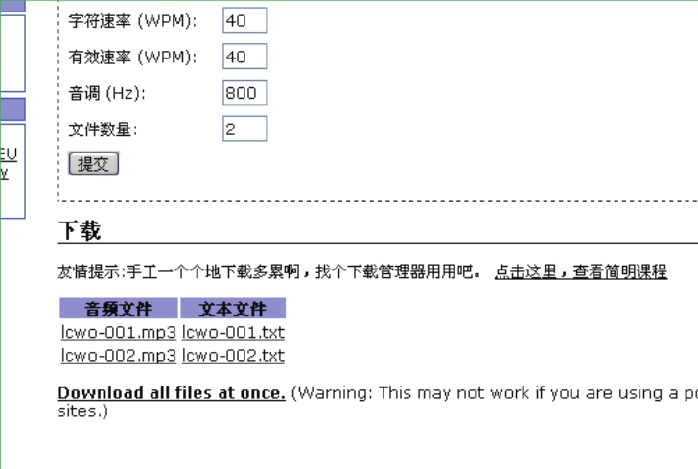 字符速率 (WPM): 40
有效速率 (WPM): 40
音调 (Hz): 800
文件数量: 2
EU
提交
y
下载
友情提示:手工一个个地下载多累啊，找个下载管理器用用吧。 点击这里，查看简明课程
音频文件 文本文件
lcwo-001.mp3 lcwo-001.txt
lcwo-002.mp3 lcwo-002.txt
Download all files at once. (Warning: This may not work if you are using a po
sites.)